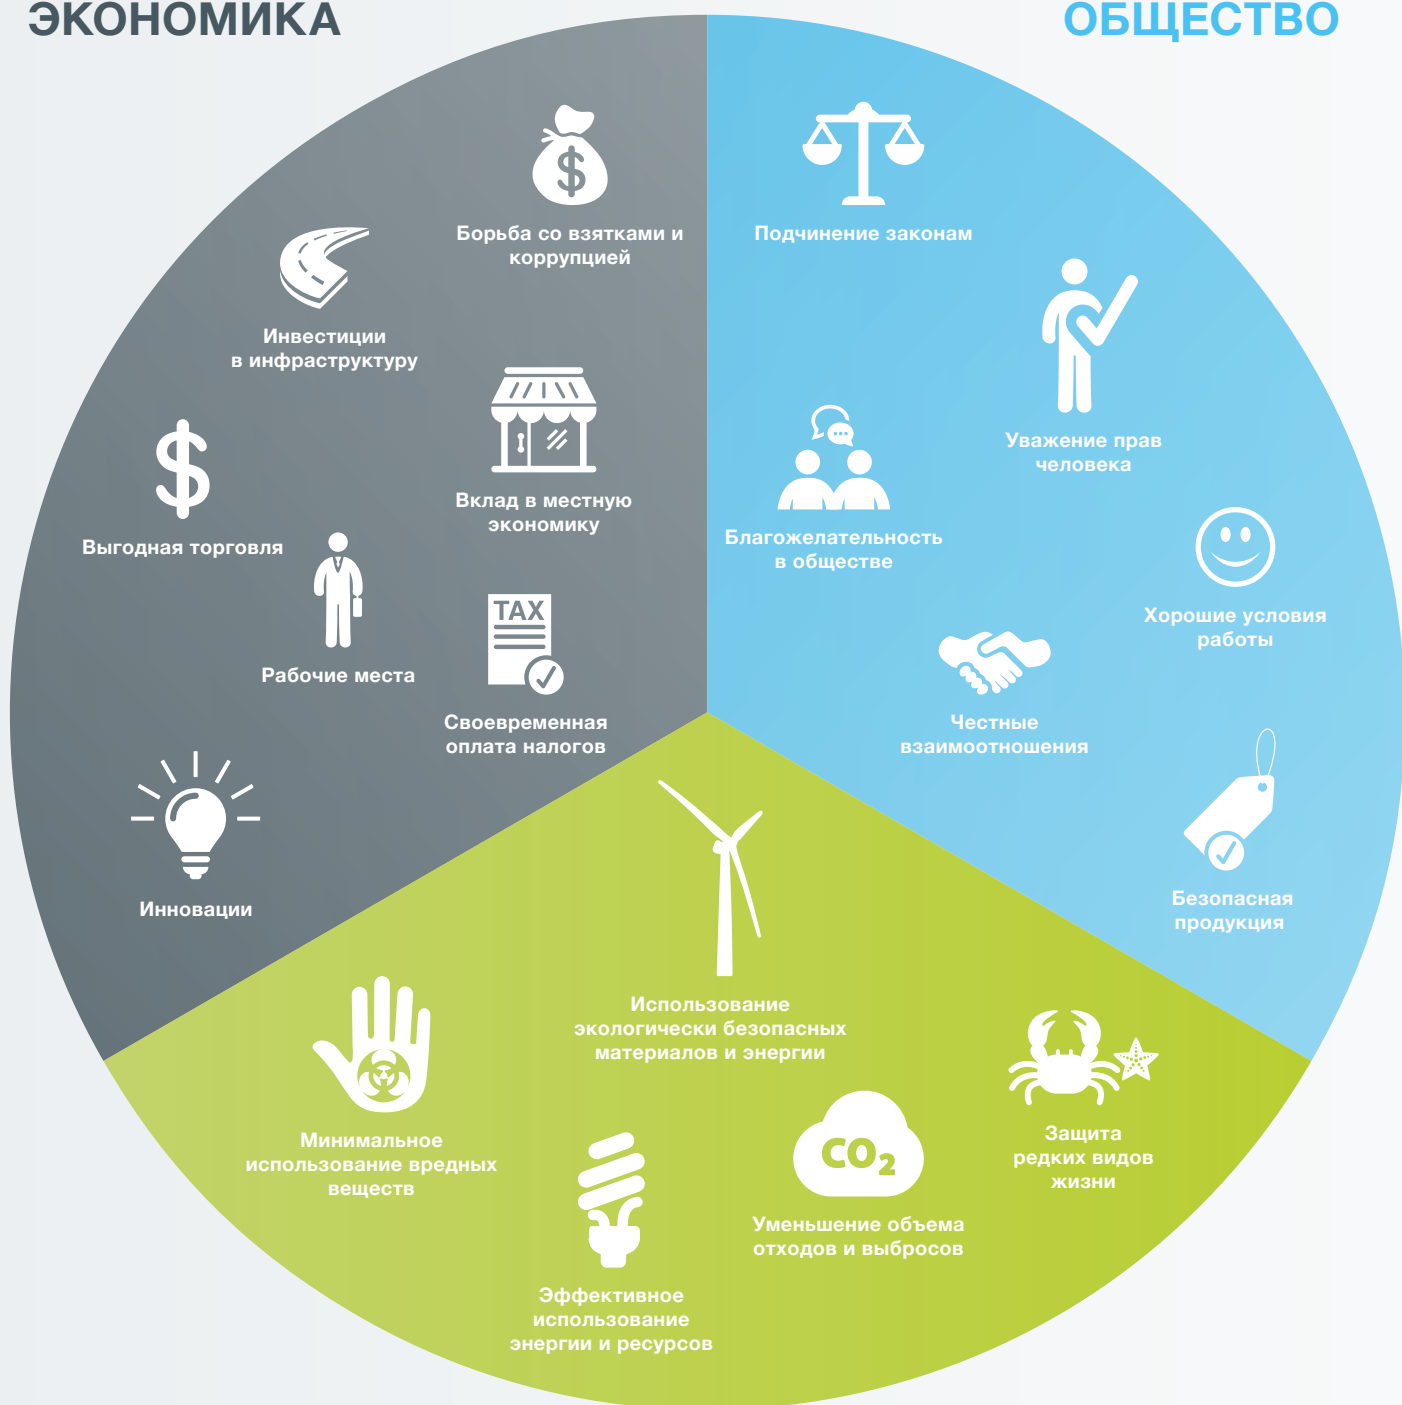 ЭКОНОМИКА
ОБЩЕСТВО
Борьба со взятками и
коррупцией
Инвестиции
в инфраструктуру
Вклад в местную
экономику
Выгодная торговля
Рабочие места
TAX
Своевременная
оплата налогов
Инновации
Подчинение законам
Уважение прав
человека
Благожелательность
в обществе
Хорошие условия
работы
Честные
взаимоотношения
Безопасная
продукция
Использование
экологически безопасных
материалов и энергии
Минимальное
использование вредных
веществ
CO₂
Защита
редких видов
жизни
Уменьшение объема
отходов и выбросов
Эффективное
использование
энергии и ресурсов